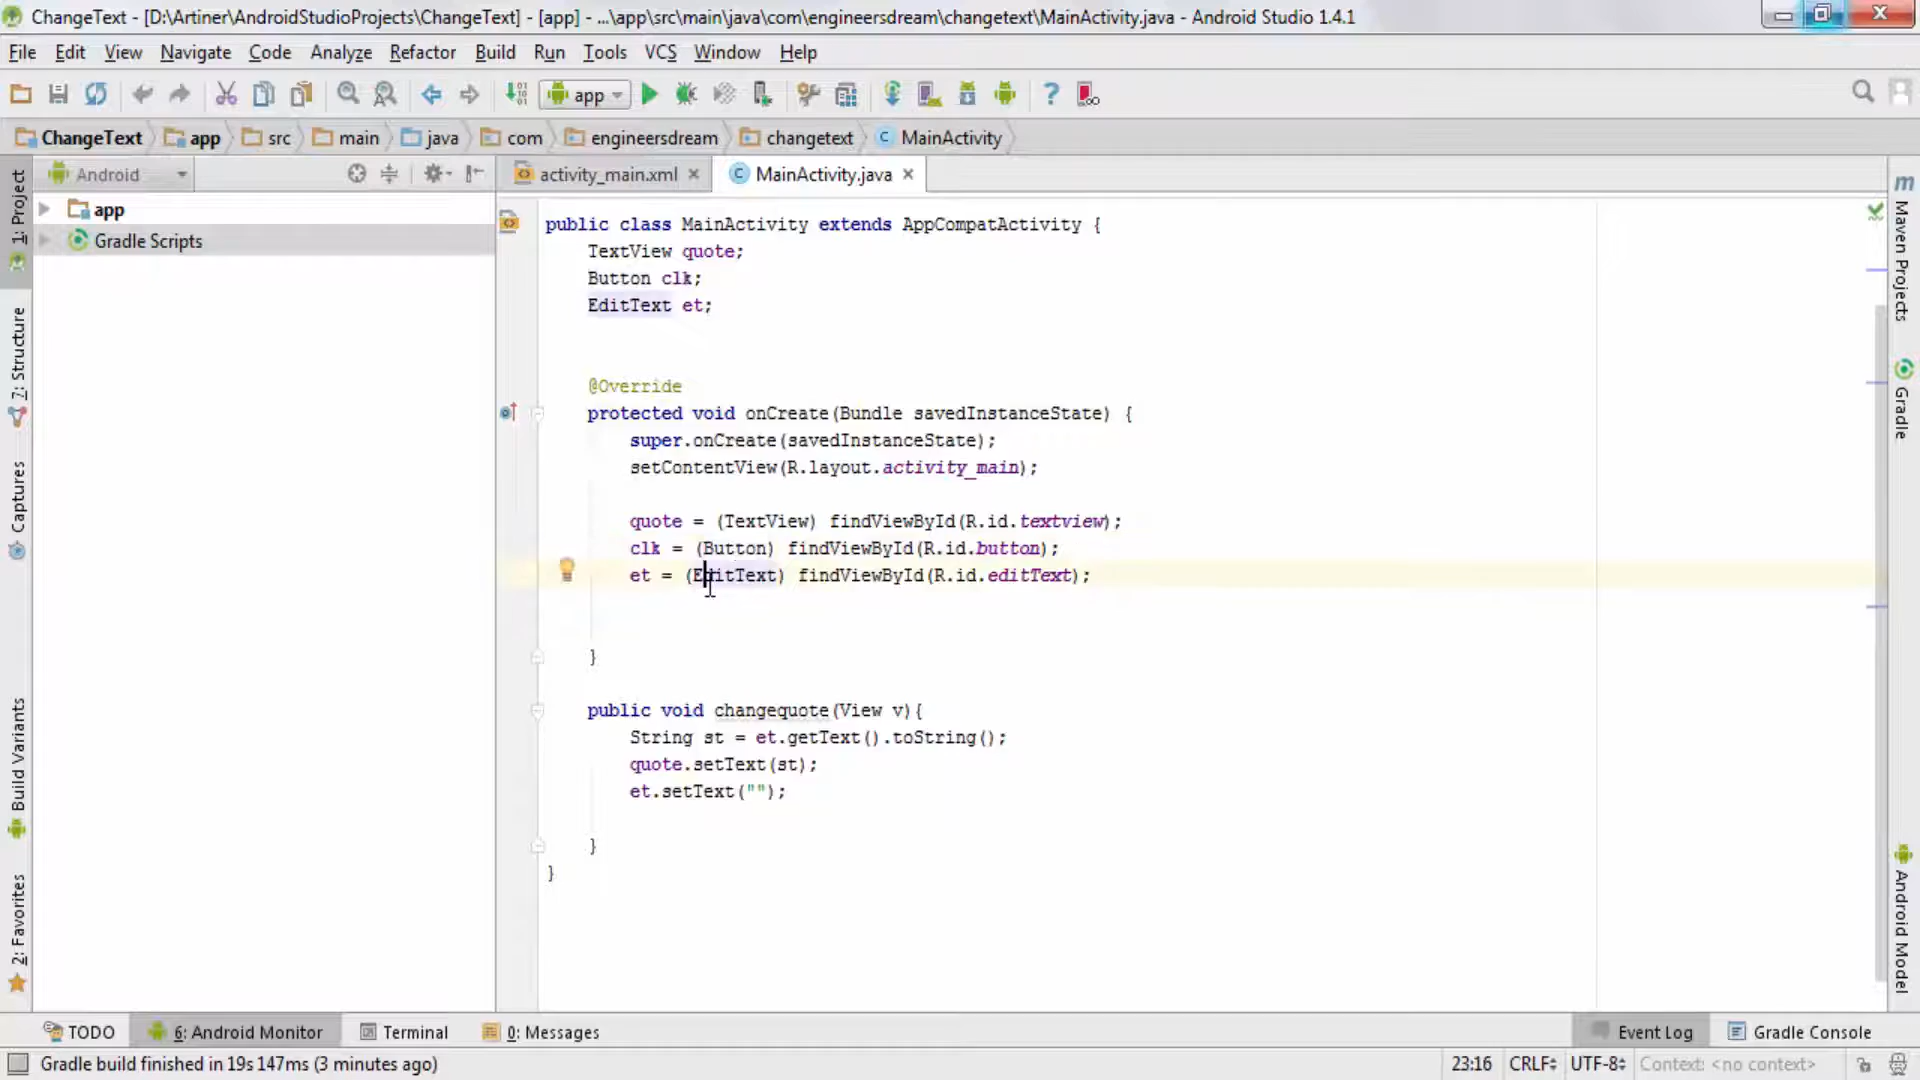 ChangeText - [D:\Artiner\AndroidStudioProjects\ChangeText] - [app] - ...\app\src\main\java\com\engineersdream\changetext\MainActivity.java - Android Studio 1.4.1
File Edit View Navigate Code Analyze Refactor Build Run Tools VCS Window Help
app
ChangeText app src main java com engineersdream changetext MainActivity
Android
activity_main.xml MainActivity.java
app
Gradle Scripts
1: Project
7: Structure
Captures
Build Variants
2: Favorites
public class MainActivity extends AppCompatActivity {
TextView quote;
Button clk;
EditText et;
@Override
protected void onCreate(Bundle savedInstanceState) {
super.onCreate(savedInstanceState);
setContentView(R.layout.activity_main);
quote = (TextView) findViewById(R.id.textview);
clk = (Button) findViewById(R.id.button);
et = (EditText) findViewById(R.id.editText);
}
public void changequote(View v){
String st = et.getText().toString();
quote.setText(st);
et.setText("");
}
}
m Maven Projects
Gradle
Android Model
TODO 6: Android Monitor Terminal 0: Messages Event Log Gradle Console
Gradle build finished in 19s 147ms (3 minutes ago) 23:16 CRLF UTF-8 Context: <no context>